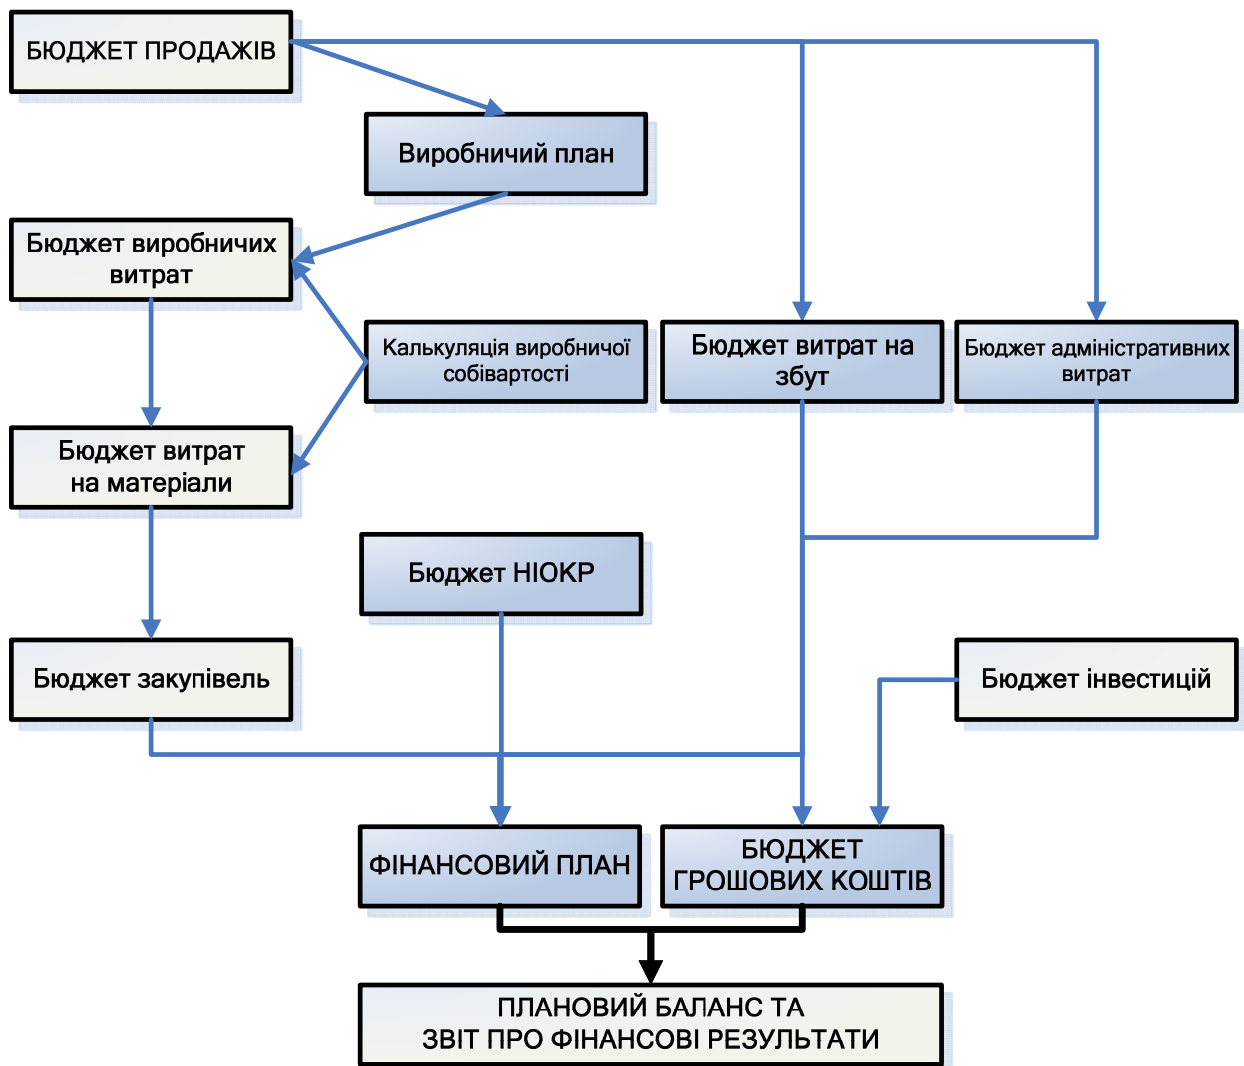 БЮДЖЕТ ПРОДАЖІВ
Виробничий план
Бюджет виробничих
витрат
Калькуляція виробничої
собівартості
Бюджет витрат на
збут
Бюджет адміністративних
витрат
Бюджет витрат
на матеріали
Бюджет НІОКР
Бюджет закупівель
Бюджет інвестицій
ФІНАНСОВИЙ ПЛАН
БЮДЖЕТ
ГРОШОВИХ КОШТІВ
ПЛАНОВИЙ БАЛАНС ТА
ЗВІТ ПРО ФІНАНСОВІ РЕЗУЛЬТАТИ